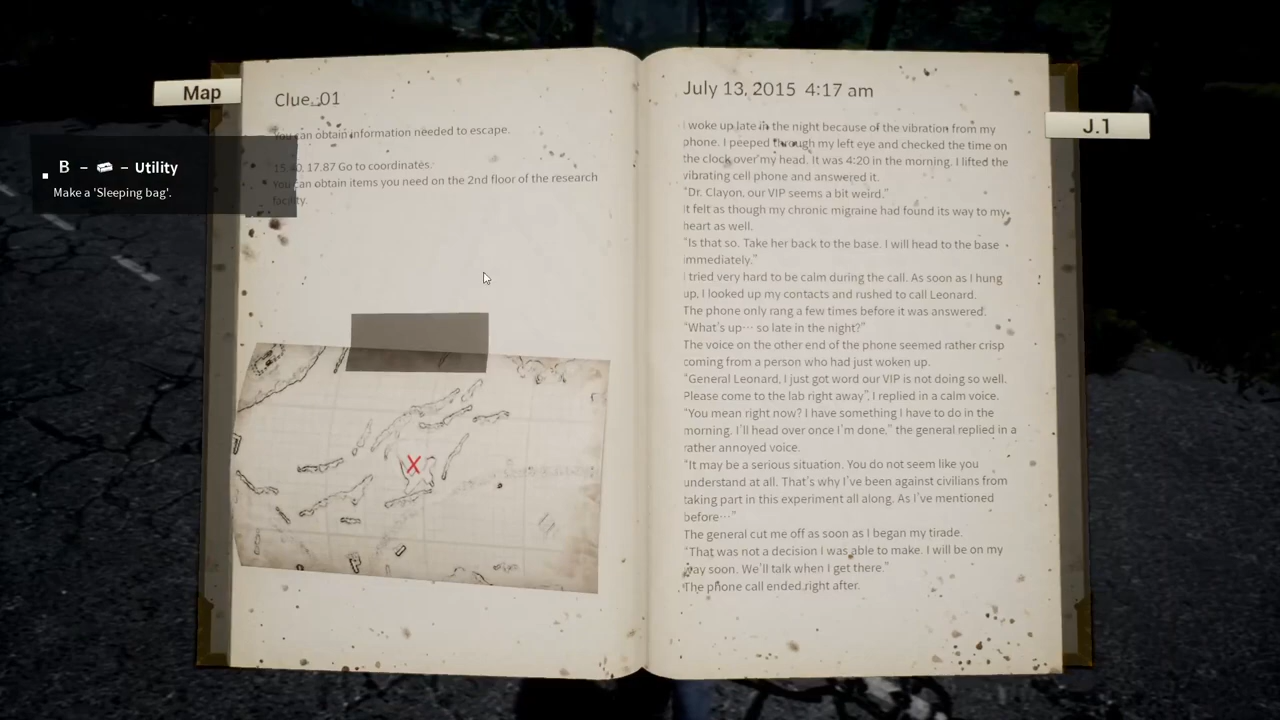 Map
Clue. 01
You can obtain information needed to escape.
17.87 Go to coordinates.
You can obtain items you need on the 2nd floor of the research
facility.
B - - Utility
Make a 'Sleeping bag'.
July 13, 2015 4:17 am
J.1
I woke up late in the night because of the vibration from my
phone. I peeped through my left eye and checked the time on
the clock over my head. It was 4:20 in the morning. I lifted the
vibrating cell phone and answered it.
"Dr. Clayon, our VIP seems a bit weird."
It felt as though my chronic migraine had found its way to my
heart as well.
"Is that so. Take her back to the base. I will head to the base
immediately."
I tried very hard to be calm during the call. As soon as I hung
up, I looked up my contacts and rushed to call Leonard.
The phone only rang a few times before it was answered.
"What's up… so late in the night?"
The voice on the other end of the phone seemed rather crisp
coming from a person who had just woken up.
"General Leonard, I just got word our VIP is not doing so well.
Please come to the lab right away". I replied in a calm voice.
"You mean right now? I have something I have to do in the
morning. I'll head over once I'm done." the general replied in a
rather annoyed voice.
"It may be a serious situation. You do not seem like you
understand at all. That's why I've been against civilians from
taking part in this experiment all along. As I've mentioned
before…"
The general cut me off as soon as I began my tirade.
"That was not a decision I was able to make. I will be on my
way soon. We'll talk when I get there."
The phone call ended right after.